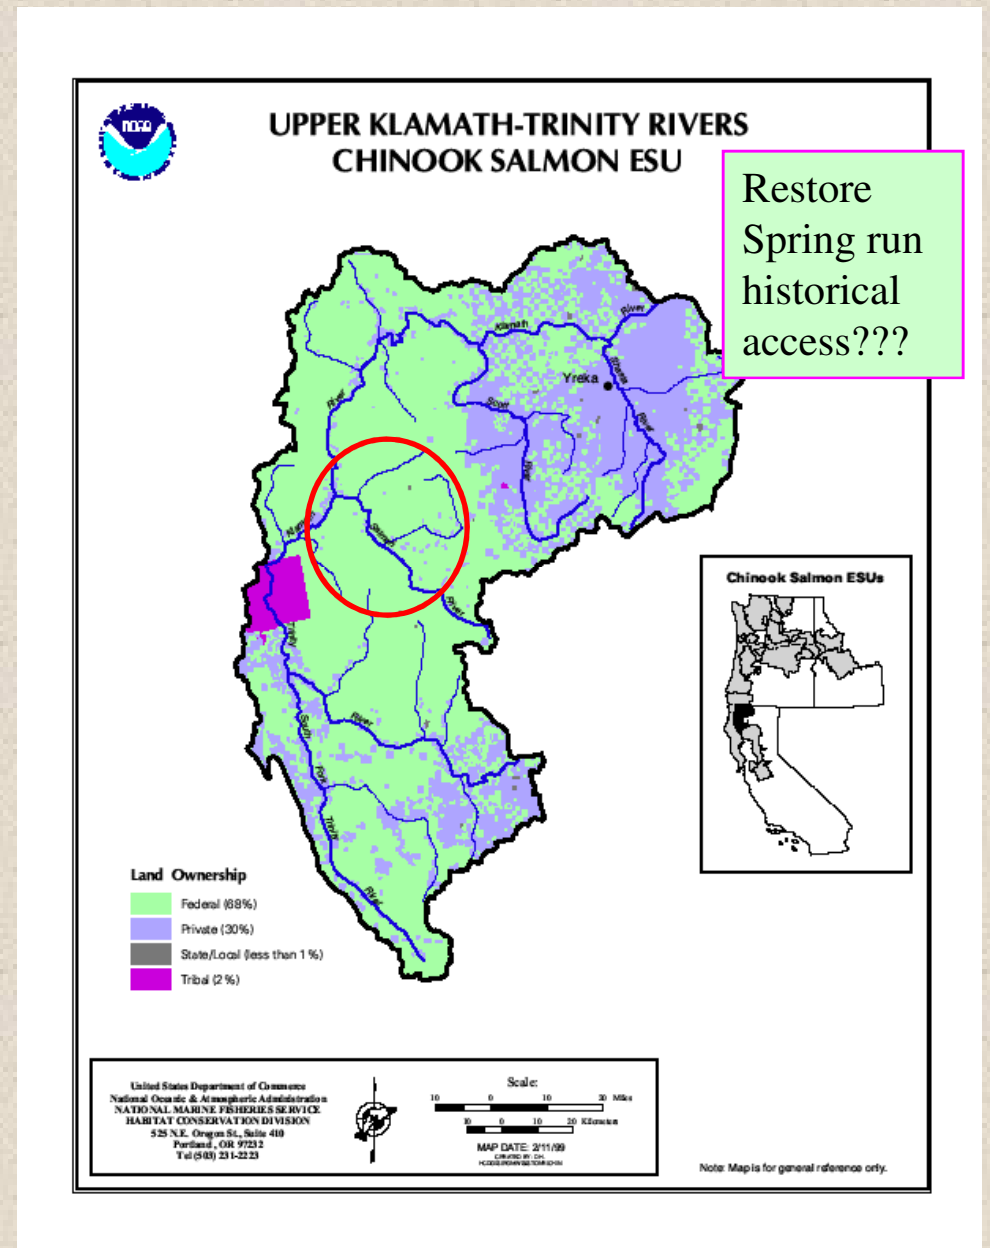 noaa
UPPER KLAMATH-TRINITY RIVERS
CHINOOK SALMON ESU
Restore
Spring run
historical
access???
River
Klamath
Shasta
Yreka
River
Scott
River
River
Klamath
Salmon
River
Trinity
River
South
Fork
Trinity
River
Chinook Salmon ESUs
Land Ownership
Federal (68%)
Private (30%)
State/Local (less than 1%)
Tribal (2%)
United States Department of Commerce
National Oceanic & Atmospheric Administration
NATIONAL MARINE FISHERIES SERVICE
HABITAT CONSERVATION DIVISION
525 N.E. Oregon St., Suite 410
Portland, OR 97232
Tel (503) 231-2223
Scale:
10 0 10 20 Miles
10 0 10 20 Kilometers
MAP DATE: 2/11/99
Note: Map is for general reference only.